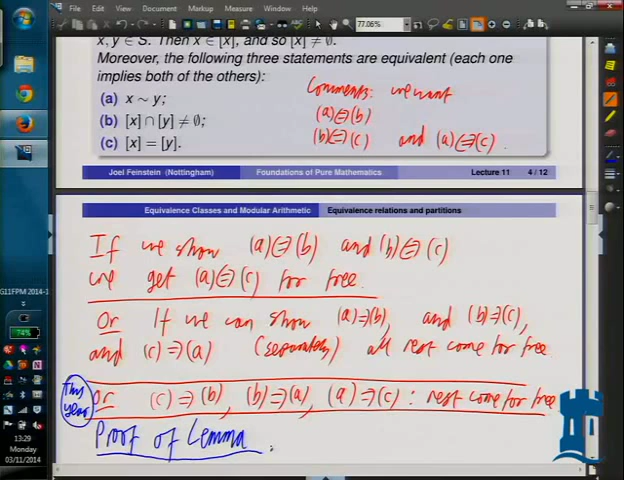 File Edit View Document Measure Window Help
77.06%
x, y ∈ S. Then x ∈ [x], and so [x] ≠ ∅.
Moreover, the following three statements are equivalent (each one
implies both of the others):
(a) x ∼ y;
(b) [x] ∩ [y] ≠ ∅;
(c) [x] = [y].
Comments: we want
(a)⇔(b)
(b)⇔(c) and (a)⇔(c).
Joel Feinstein (Nottingham) Foundations of Pure Mathematics Lecture 11 4 / 12
Equivalence Classes and Modular Arithmetic Equivalence relations and partitions
If we show (a)⇔(b) and (b)⇔(c)
we get (a)⇔(c) for free.
Or If we can show (a)⇒(b), and (b)⇒(c),
and (c)⇒(a) (separately) all rest come for free
This year
or (c)⇒(b), (b)⇒(a), (a)⇒(c): rest come for free
Proof of Lemma
G11FPM 2014-1
74%
13:29
Monday
03/11/2014